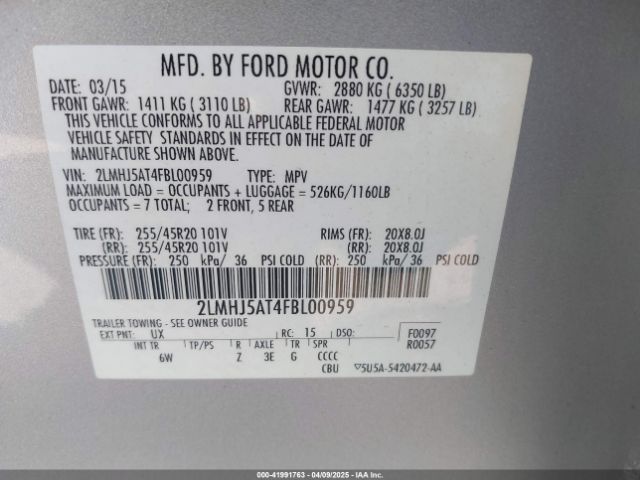 MFD. BY FORD MOTOR CO.
DATE: 03/15 GVWR: 2880 KG ( 6350 LB)
FRONT GAWR: 1411 KG ( 3110 LB) REAR GAWR: 1477 KG ( 3257 LB)
THIS VEHICLE CONFORMS TO ALL APPLICABLE FEDERAL MOTOR
VEHICLE SAFETY STANDARDS IN EFFECT ON THE DATE OF
MANUFACTURE SHOWN ABOVE.
VIN: 2LMHJ5AT4FBL00959 TYPE: MPV
MAXIMUM LOAD = OCCUPANTS + LUGGAGE = 526KG/1160LB
OCCUPANTS = 7 TOTAL; 2 FRONT, 5 REAR
TIRE (FR): 255/45R20 101V RIMS (FR): 20X8.0J
(RR): 255/45R20 101V (RR): 20X8.0J
PRESSURE (FR): 250 kPa/ 36 PSI COLD (RR): 250 kPa/ 36 PSI COLD
2LMHJ5AT4FBL00959
TRAILER TOWING - SEE OWNER GUIDE
EXT PNT: UX RC: 15 DSO: F0097
INT TR TP/PS R AXLE TR SPR R0057
6W Z 3E G CCCC
CBU 5U5A-5420472-AA
000-41991763 - 04/09/2025 - IAAI.COM